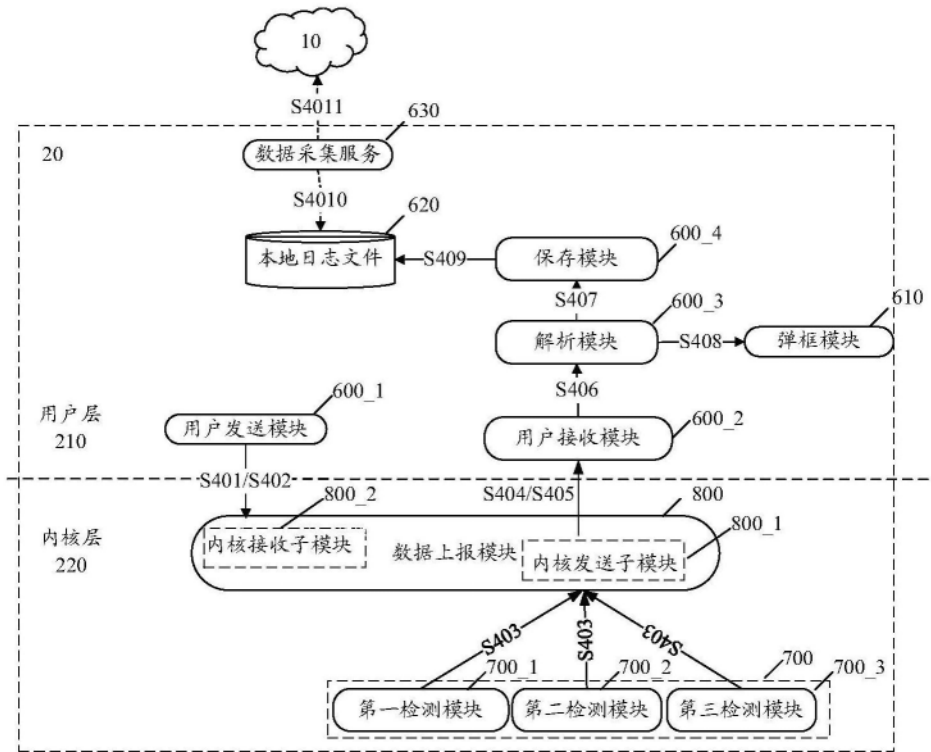 10
S4011
630
20
数据采集服务
S4010
620
本地日志文件
S409
保存模块
600_4
S407
600_3
610
解析模块
S408
弹框模块
S406
600_1
用户层
210
用户发送模块
用户接收模块
600_2
S401/S402
S404/S405
800_2
800
800_1
内核层
220
内核接收子模块
数据上报模块
内核发送子模块
S403
S403
S403
700_1
700_2
700
700_3
第一检测模块
第二检测模块
第三检测模块